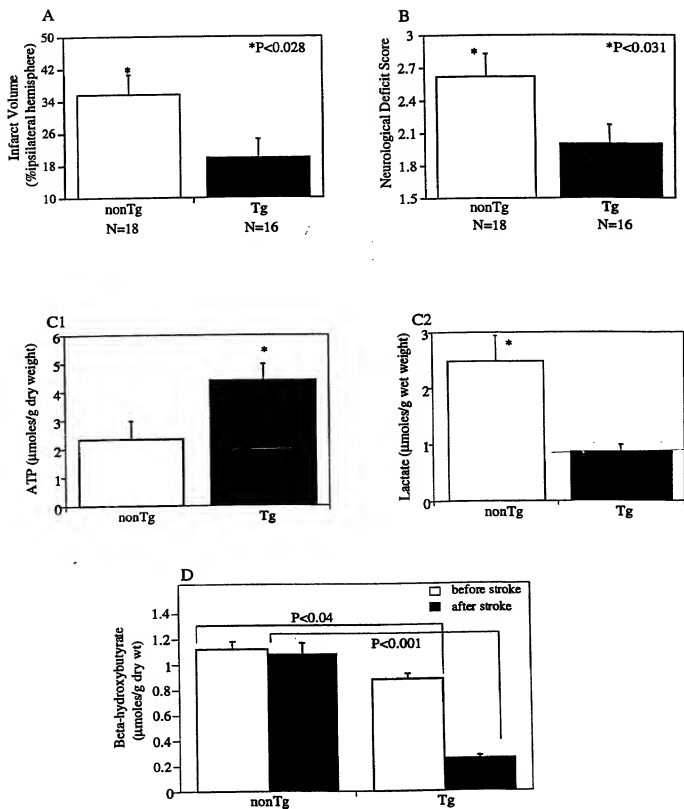 A
Infarct Volume
(%ipsilateral hemisphere)
50
42
34
26
18
10
*P<0.028
*
nonTg
Tg
N=18
N=16
B
Neurological Deficit Score
3
2.7
2.4
2.1
1.8
1.5
*P<0.031
*
nonTg
Tg
N=18
N=16
C1
ATP (µmoles/g dry weight)
6
5
4
3
2
1
0
*
nonTg
Tg
C2
Lactate (µmoles/g wet weight)
3
2
1
0
*
nonTg
Tg
D
Beta-hydroxybutyrate
(µmoles/g dry wt)
1.4
1.2
1
0.8
0.6
0.4
0.2
0
before stroke
after stroke
P<0.04
P<0.001
nonTg
Tg